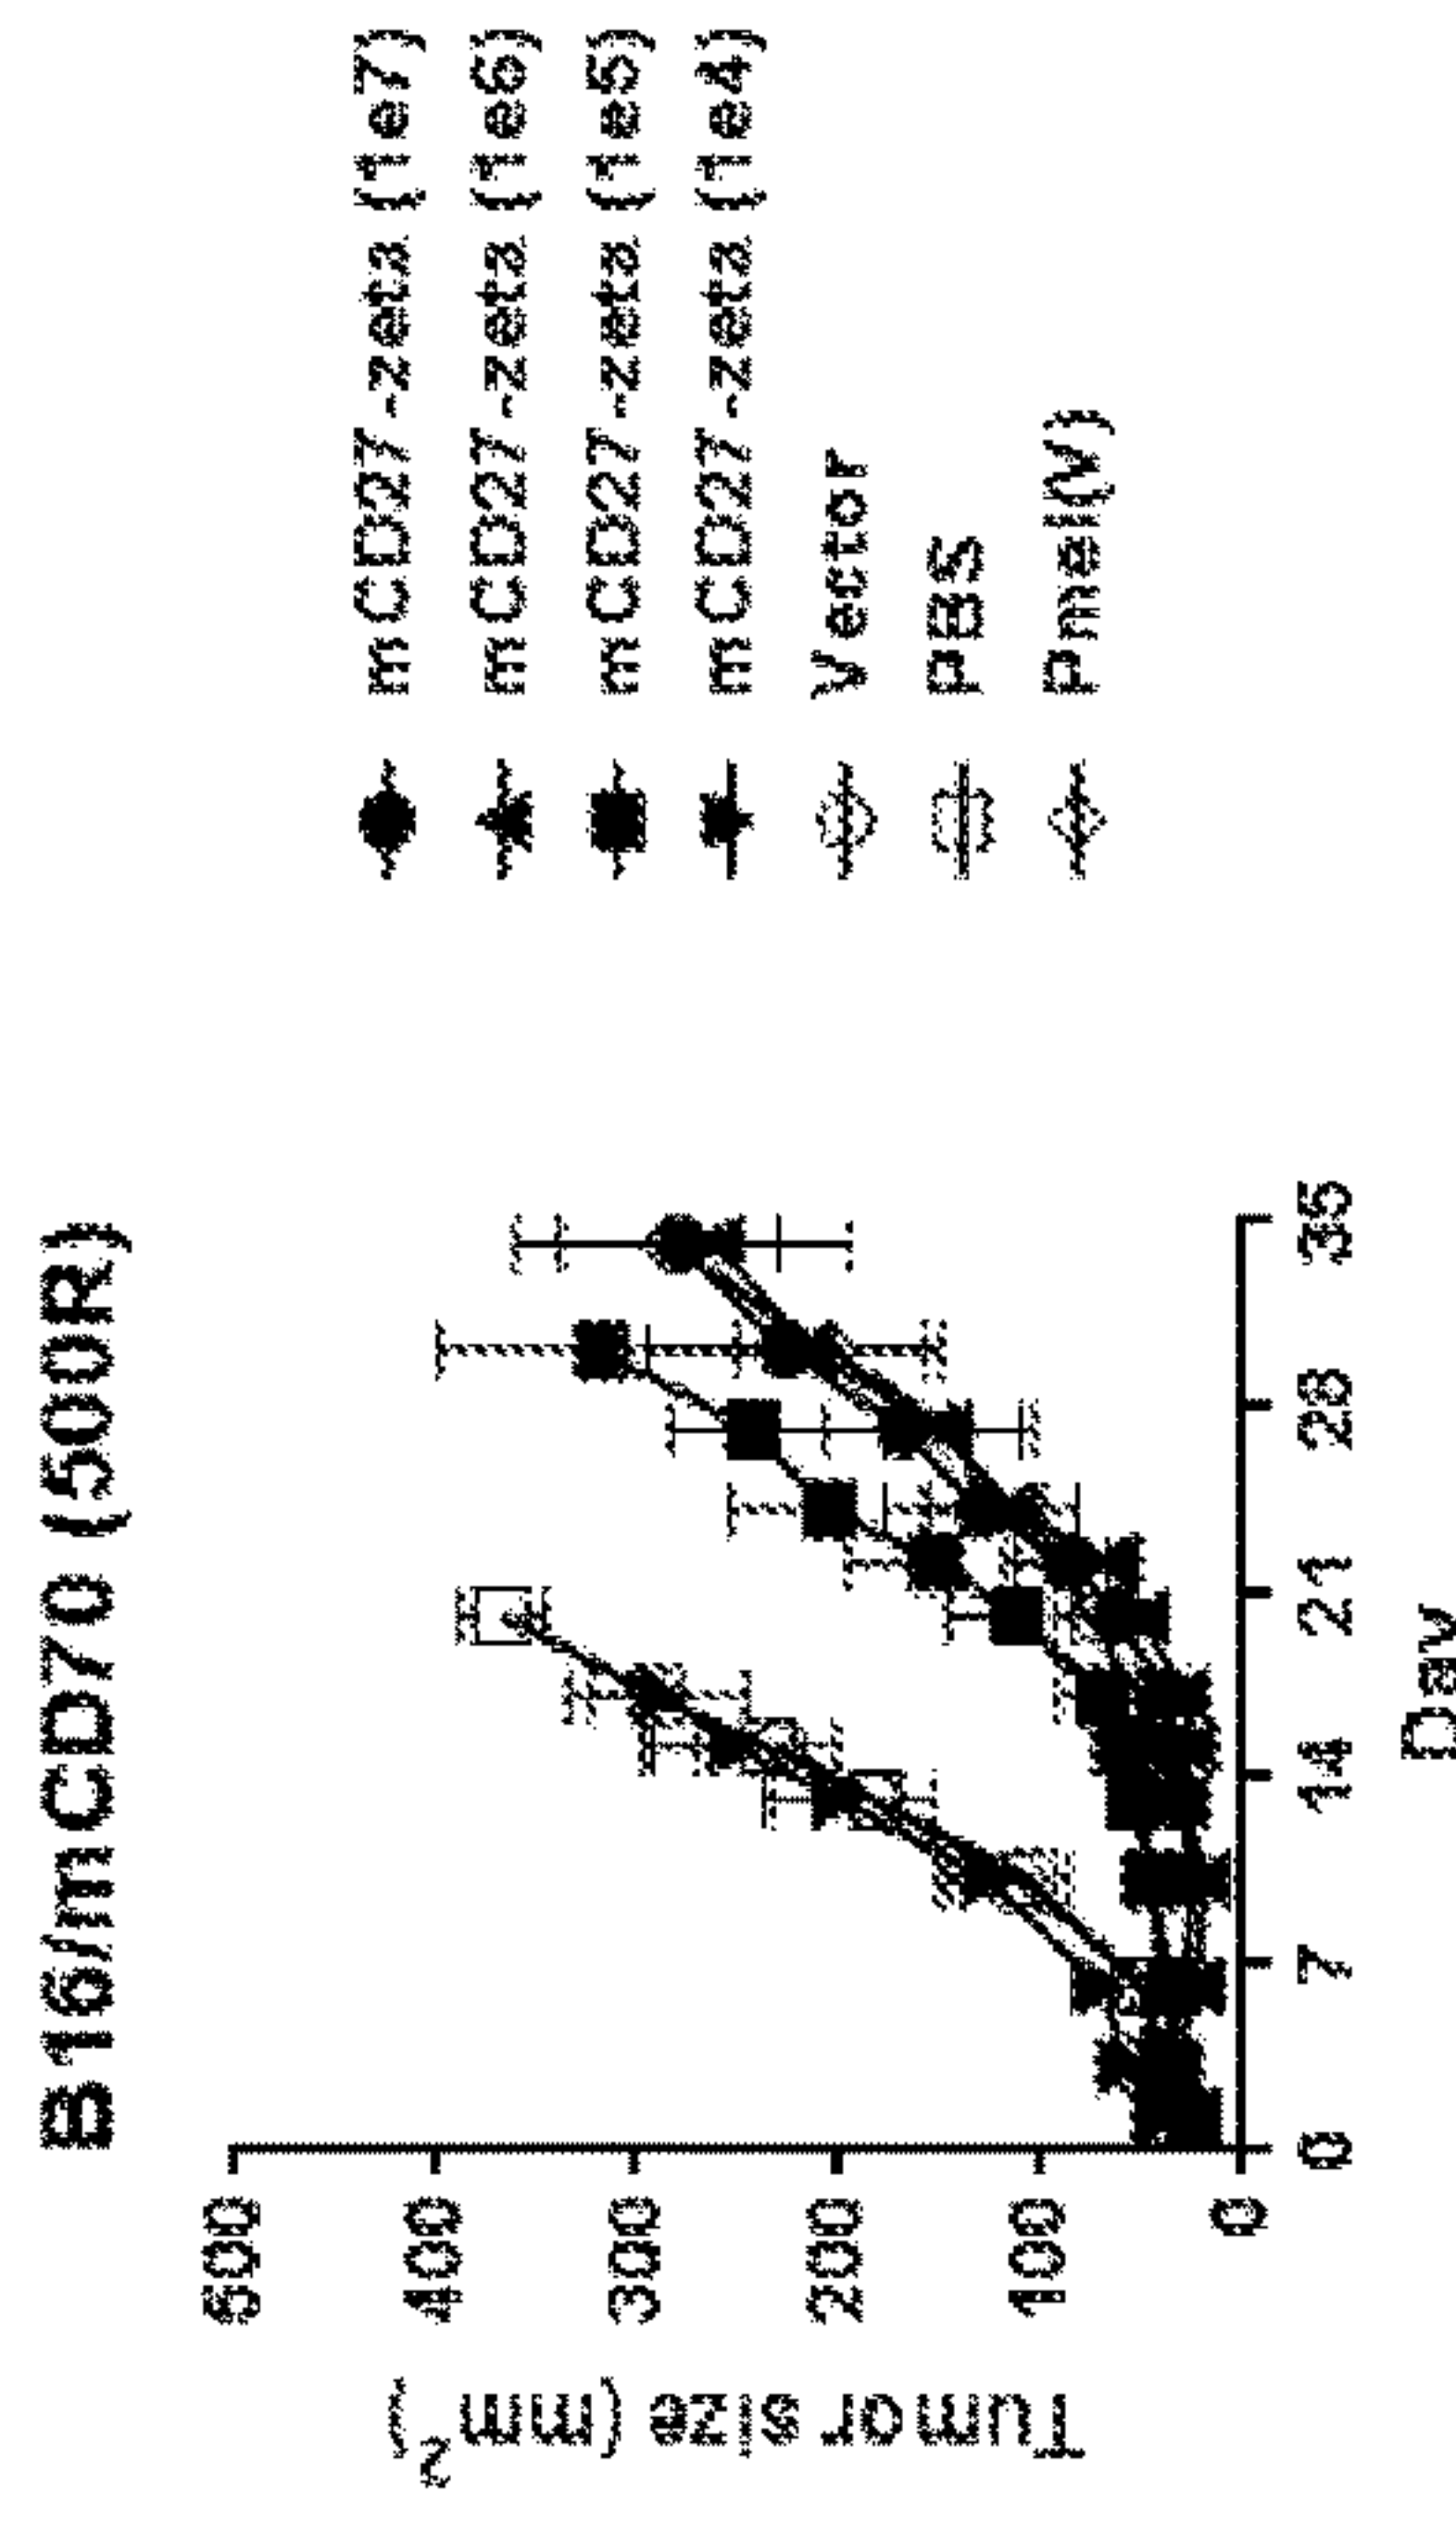 B16/mCD70 (500R)
500
400
300
200
100
0
Tumor size (mm2)
0
7
14
21
28
35
Day
mCD27-zeta (1e7)
mCD27-zeta (1e6)
mCD27-zeta (1e5)
mCD27-zeta (1e4)
Vector
PBS
Pmel(V)